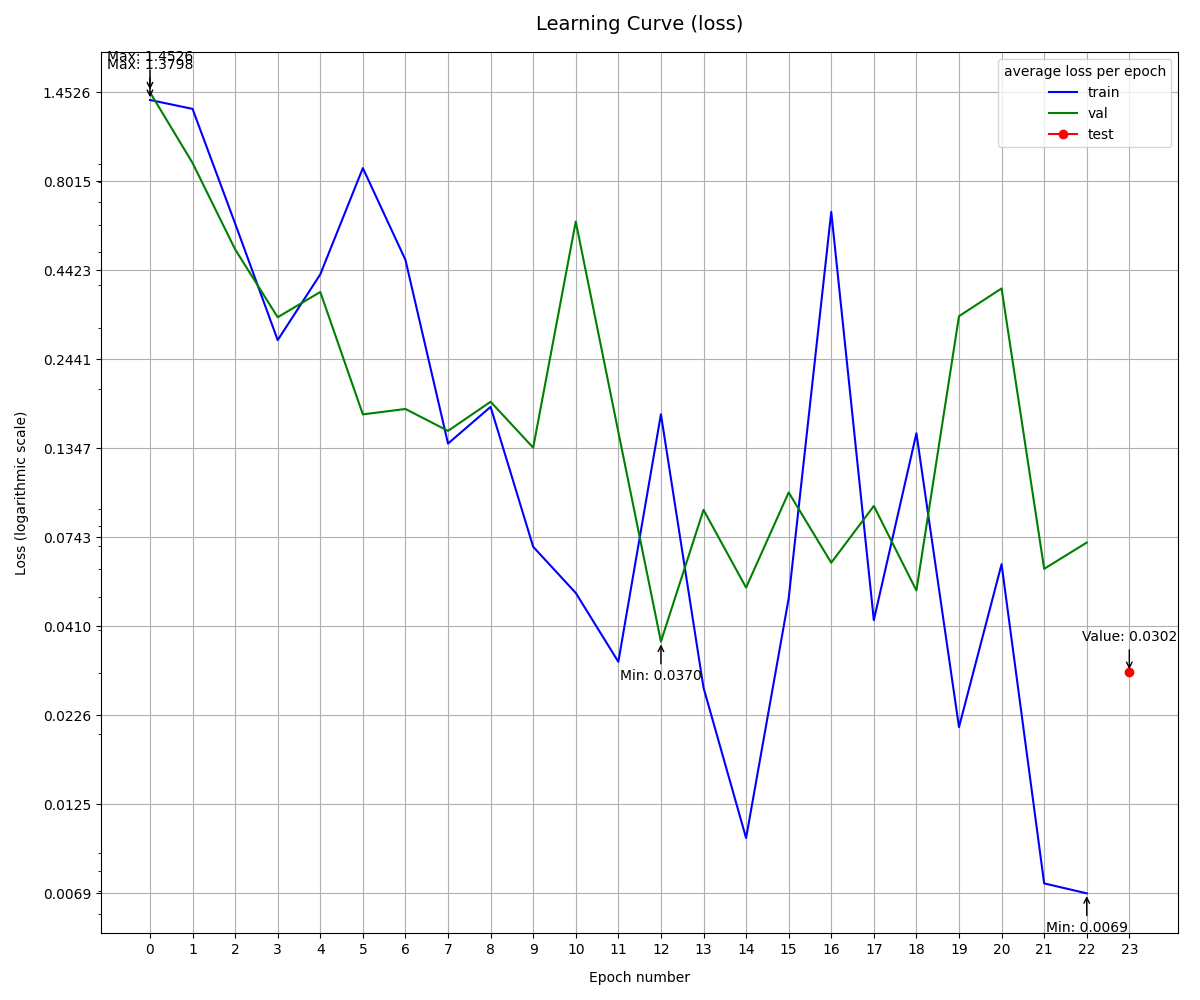 Learning Curve (loss)
Max: 1.4526
Max: 1.3798
average loss per epoch
train
val
test
1.4526
0.8015
0.4423
0.2441
0.1347
0.0743
0.0410
0.0226
0.0125
0.0069
Loss (logarithmic scale)
Value: 0.0302
Min: 0.0370
Min: 0.0069
0 1 2 3 4 5 6 7 8 9 10 11 12 13 14 15 16 17 18 19 20 21 22 23
Epoch number